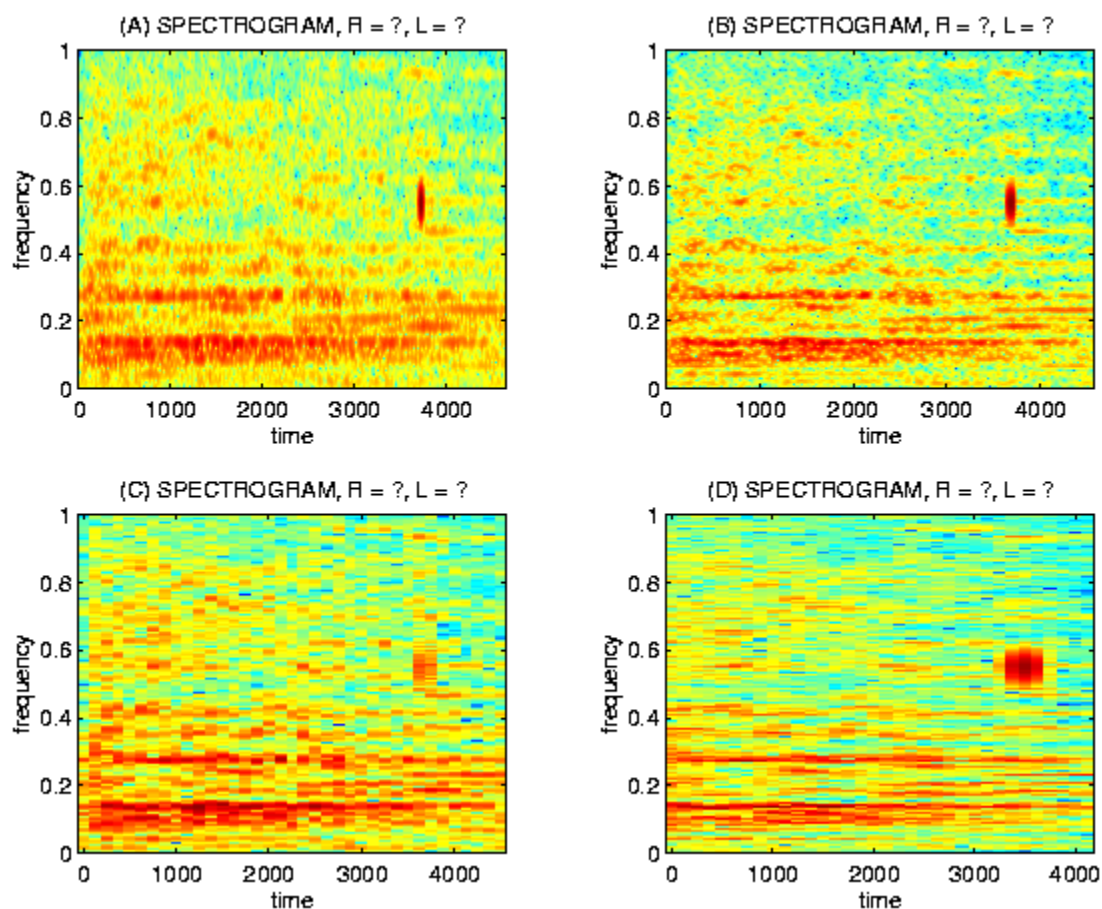 (A) SPECTROGRAM, R = ?, L = ?
1
0.8
0.6
0.4
0.2
0
frequency
0 1000 2000 3000 4000
time
(B) SPECTROGRAM, R = ?, L = ?
1
0.8
0.6
0.4
0.2
0
frequency
0 1000 2000 3000 4000
time
(C) SPECTROGRAM, R = ?, L = ?
1
0.8
0.6
0.4
0.2
0
frequency
0 1000 2000 3000 4000
time
(D) SPECTROGRAM, R = ?, L = ?
1
0.8
0.6
0.4
0.2
0
frequency
0 1000 2000 3000 4000
time